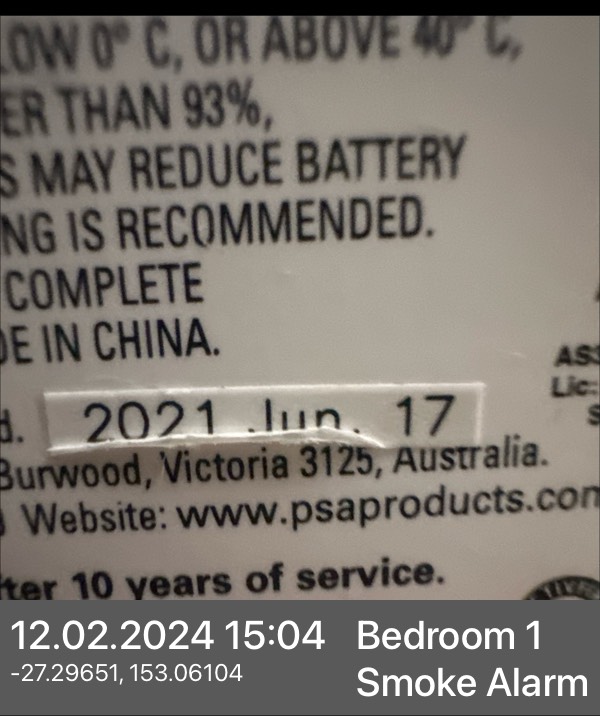 LOW 0° C, OR ABOVE 40° C,
ER THAN 93%,
S MAY REDUCE BATTERY
NG IS RECOMMENDED.
COMPLETE
DE IN CHINA.
AS
Lic:
d. 2021 Jun. 17
S
Burwood, Victoria 3125, Australia.
Website: www.psaproducts.com
ter 10 years of service.
12.02.2024 15:04
-27.29651, 153.06104
Bedroom 1
Smoke Alarm